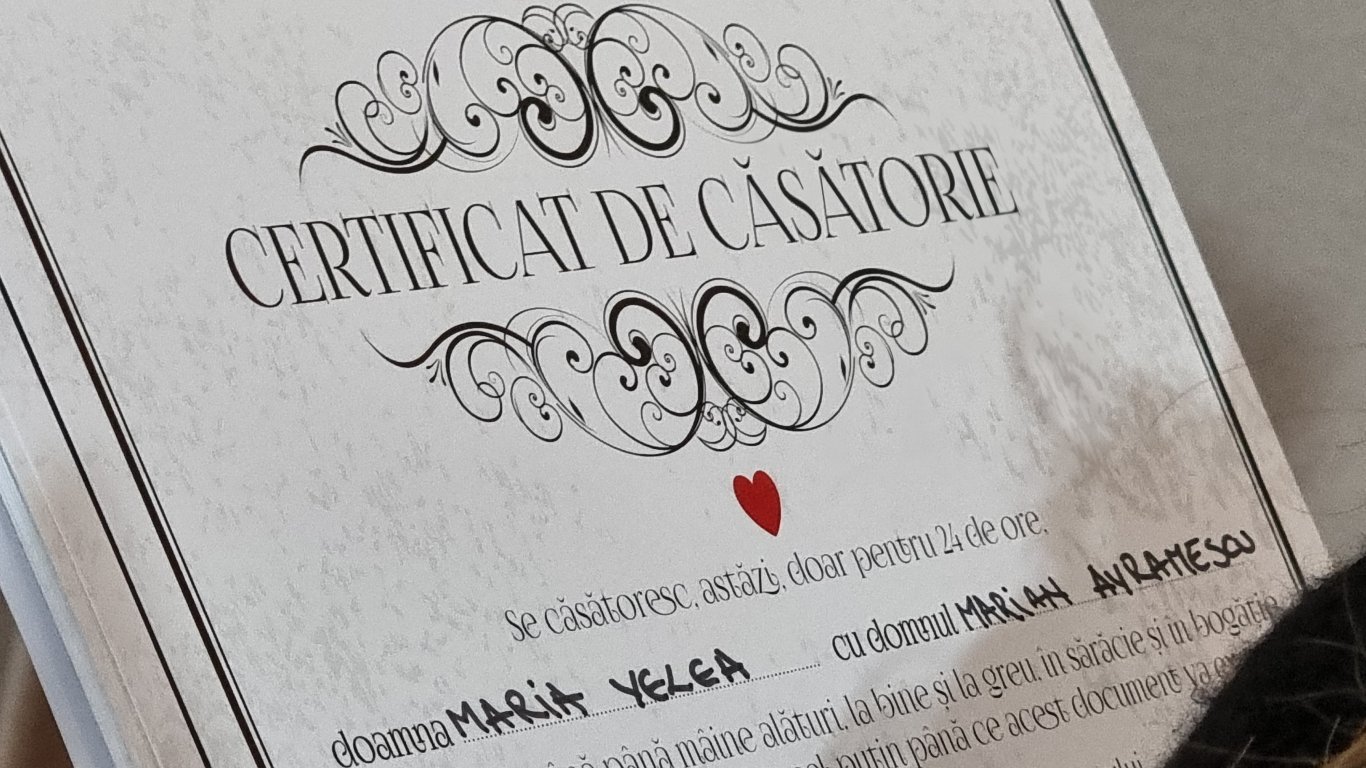 CERTIFICAT DE CĂSĂTORIE
Se căsătoresc, astăzi, doar pentru 24 de ore,
doamna MARIA VELEA cu domnul MARIAN AVRAMESCU
până mâine alături, la bine și la greu, în sărăcie și în bogăție
puțin până ce acest document va